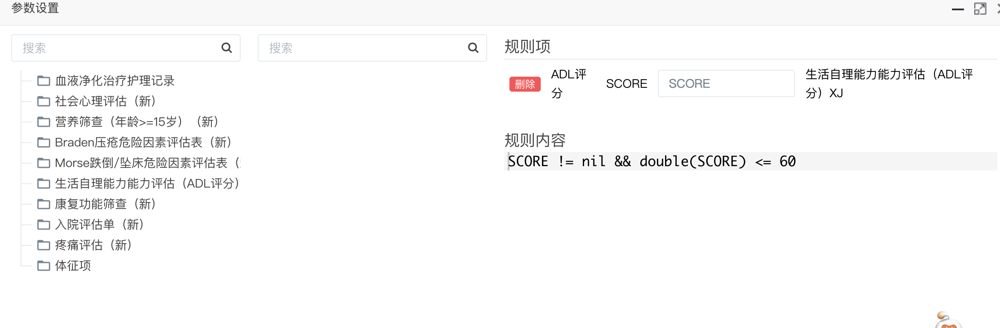 参数设置
搜索
搜索
血液净化治疗护理记录
社会心理评估（新）
营养筛查（年龄>=15岁）（新）
Braden压疮危险因素评估表（新）
Morse跌倒/坠床危险因素评估表（
生活自理能力能力评估（ADL评分）
康复功能筛查（新）
入院评估单（新）
疼痛评估（新）
体征项
规则项
删除
ADL评
分
SCORE
SCORE
生活自理能力能力评估（ADL评
分）XJ
规则内容
SCORE != nil && double(SCORE) <= 60